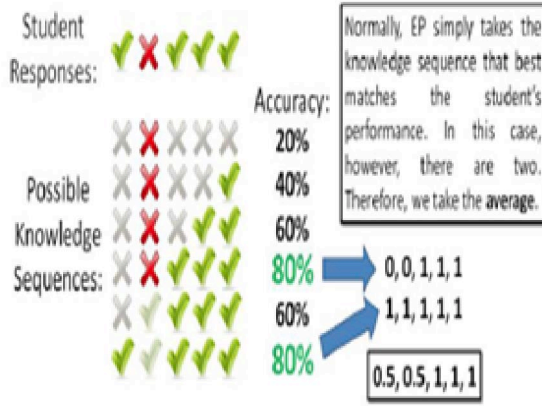 Student
Responses:
Normally, EP simply takes the
knowledge sequence that best
matches the student's
performance. In this case,
however, there are two.
Therefore, we take the average.
Accuracy:
20%
40%
60%
80%
60%
80%
Possible
Knowledge
Sequences:
0, 0, 1, 1, 1
1, 1, 1, 1, 1
0.5, 0.5, 1, 1, 1